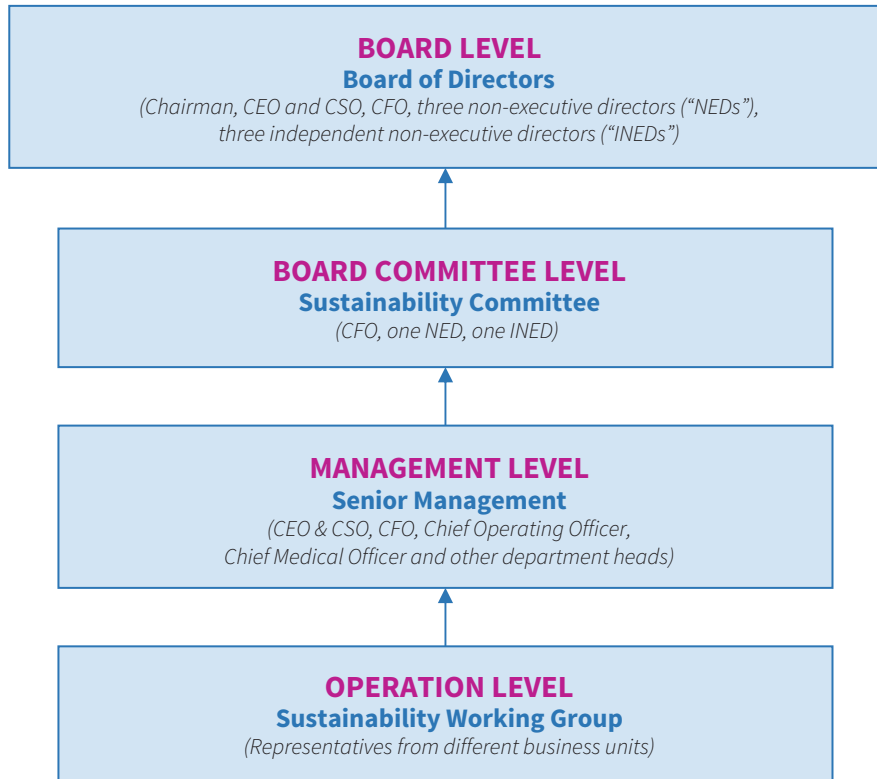 BOARD LEVEL
Board of Directors
(Chairman, CEO and CSO, CFO, three non-executive directors (“NEDs”),
three independent non-executive directors (“INEDs”)
BOARD COMMITTEE LEVEL
Sustainability Committee
(CFO, one NED, one INED)
MANAGEMENT LEVEL
Senior Management
(CEO & CSO, CFO, Chief Operating Officer,
Chief Medical Officer and other department heads)
OPERATION LEVEL
Sustainability Working Group
(Representatives from different business units)